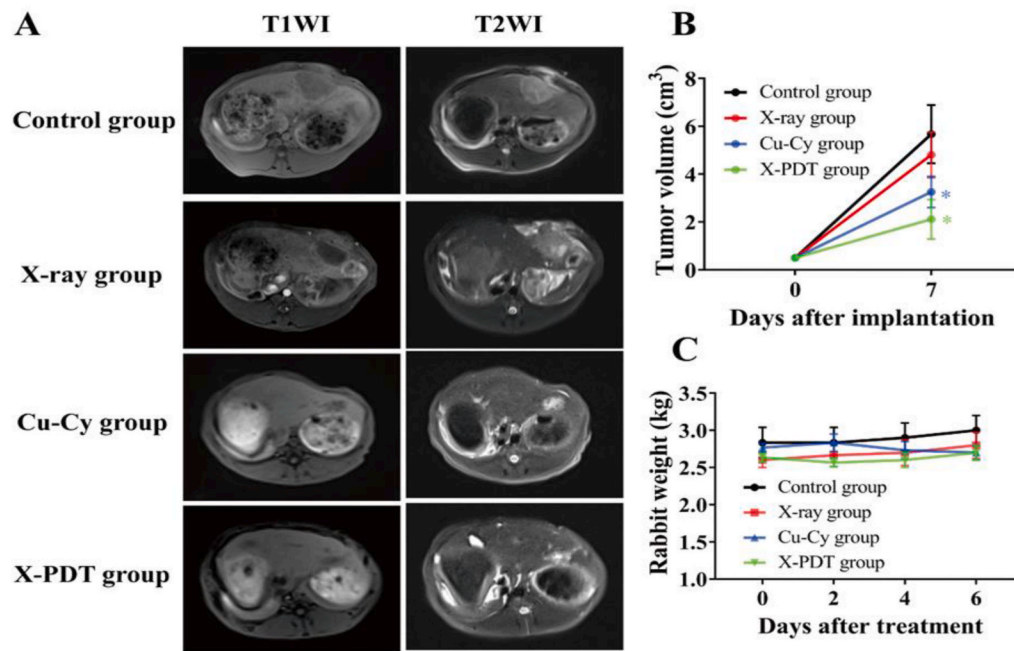 A
T1WI
T2WI
Control group
X-ray group
Cu-Cy group
X-PDT group
B
Tumor volume (cm³)
8
6
4
2
0
Control group
X-ray group
Cu-Cy group
X-PDT group
*
*
0
7
Days after implantation
C
Rabbit weight (kg)
3.5
3.0
2.5
2.0
1.5
1.0
Control group
X-ray group
Cu-Cy group
X-PDT group
0
2
4
6
Days after treatment